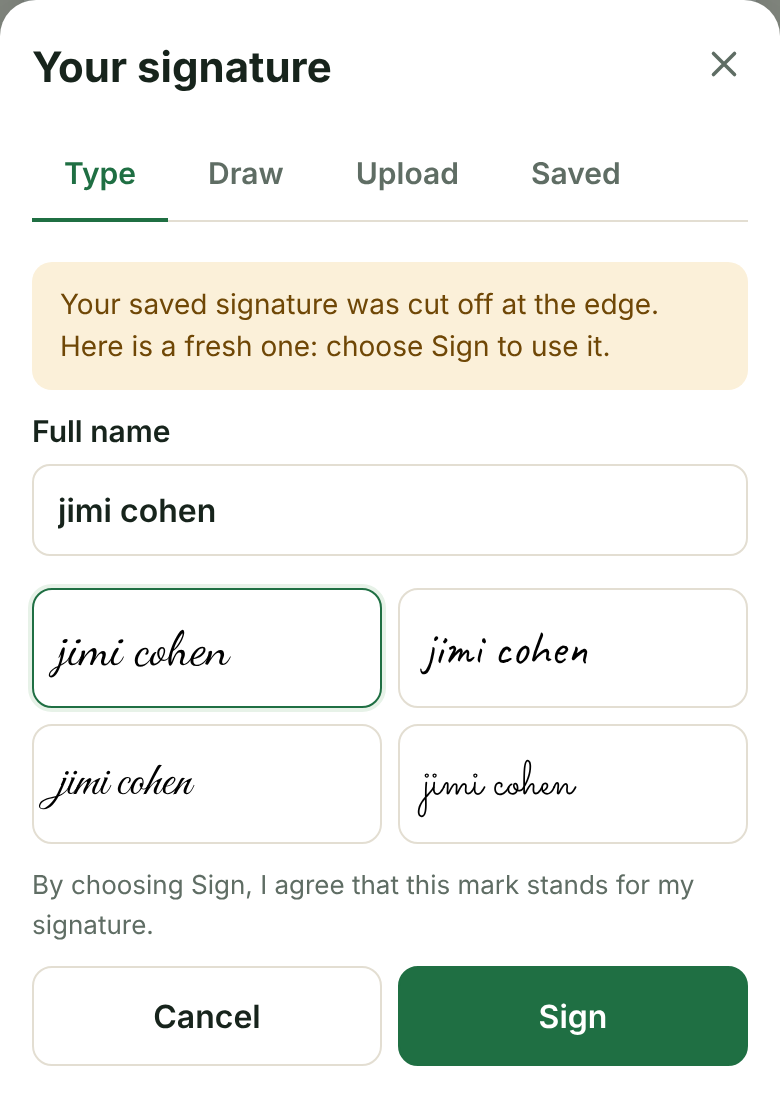 Your signature
Type Draw Upload Saved
Your saved signature was cut off at the edge.
Here is a fresh one: choose Sign to use it.
Full name
jimi cohen
jimi cohen jimi cohen
jimi cohen jimi cohen
By choosing Sign, I agree that this mark stands for my
signature.
Cancel Sign